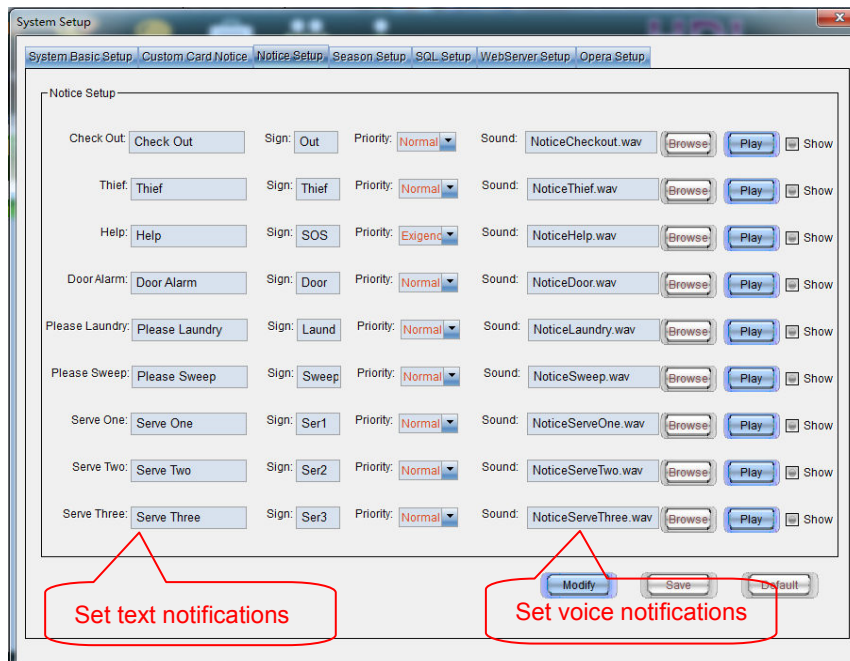 System Setup
System Basic Setup Custom Card Notice Notice Setup Season Setup SQL Setup WebServer Setup Opera Setup
Notice Setup
Check Out: Check Out Sign: Out Priority: Normal Sound: NoticeCheckout.wav Browse Play Show
Thief: Thief Sign: Thief Priority: Normal Sound: NoticeThief.wav Browse Play Show
Help: Help Sign: SOS Priority: Exigenc Sound: NoticeHelp.wav Browse Play Show
Door Alarm: Door Alarm Sign: Door Priority: Normal Sound: NoticeDoor.wav Browse Play Show
Please Laundry: Please Laundry Sign: Laund Priority: Normal Sound: NoticeLaundry.wav Browse Play Show
Please Sweep: Please Sweep Sign: Sweep Priority: Normal Sound: NoticeSweep.wav Browse Play Show
Serve One: Serve One Sign: Ser1 Priority: Normal Sound: NoticeServeOne.wav Browse Play Show
Serve Two: Serve Two Sign: Ser2 Priority: Normal Sound: NoticeServeTwo.wav Browse Play Show
Serve Three: Serve Three Sign: Ser3 Priority: Normal Sound: NoticeServeThree.wav Browse Play Show
Modify Save Default
Set text notifications Set voice notifications